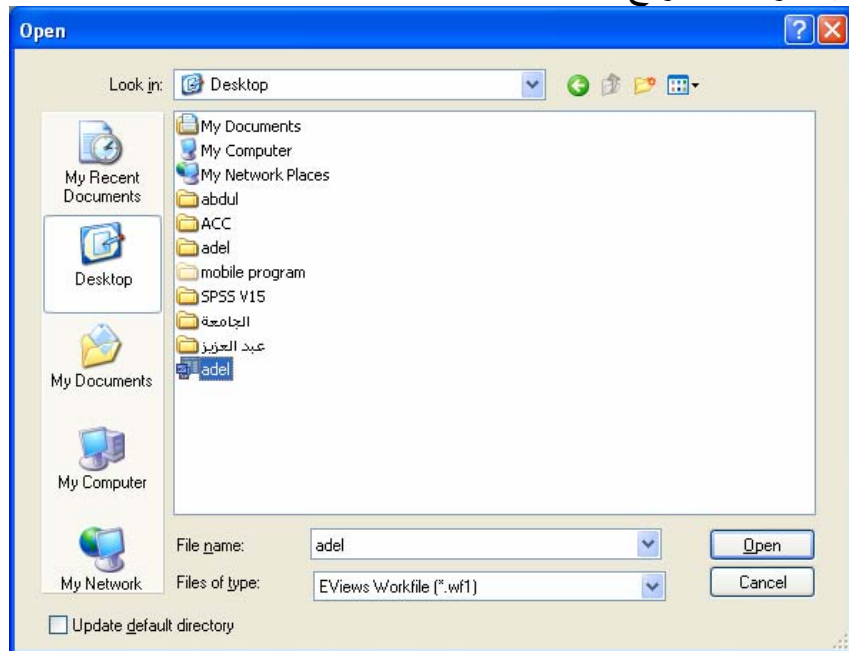 Open
Look in: Desktop
My Documents
My Computer
My Network Places
abdul
ACC
adel
mobile program
SPSS V15
الجامعة
عبد العزيز
adel
My Recent
Documents
Desktop
My Documents
My Computer
My Network
File name: adel
Open
Files of type: EViews Workfile (*.wf1)
Cancel
Update default directory